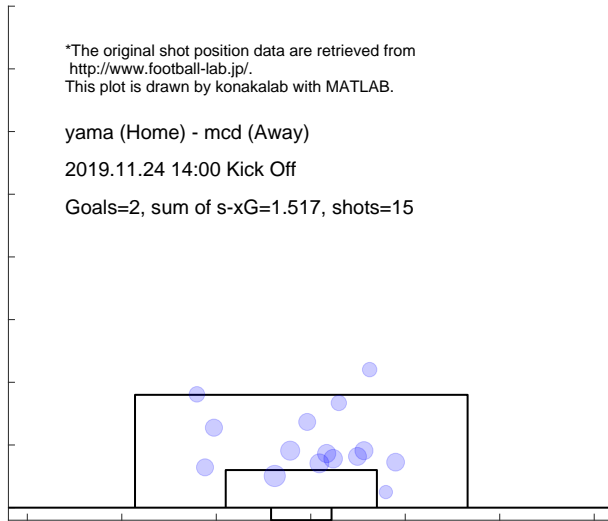 *The original shot position data are retrieved from
http://www.football-lab.jp/.
This plot is drawn by konakalab with MATLAB.
yama (Home) - mcd (Away)
2019.11.24 14:00 Kick Off
Goals=2, sum of s-xG=1.517, shots=15